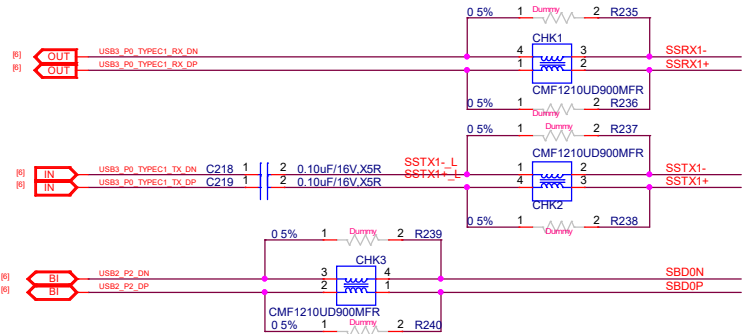 0 5% 1 Dummy 2 R235
CHK1
[6] OUT USB3_P0_TYPEC1_RX_DN 4 3 SSRX1-
[6] OUT USB3_P0_TYPEC1_RX_DP 1 2 SSRX1+
CMF1210UD900MFR
0 5% 1 Dummy 2 R236
0 5% 1 Dummy 2 R237
CMF1210UD900MFR
[6] IN USB3_P0_TYPEC1_TX_DN C218 1 2 0.10uF/16V,X5R SSTX1-_L 1 2 SSTX1-
[6] IN USB3_P0_TYPEC1_TX_DP C219 1 2 0.10uF/16V,X5R SSTX1+_L 4 3 SSTX1+
CHK2
0 5% 1 Dummy 2 R238
0 5% 1 Dummy 2 R239
CHK3
[6] BI USB2_P2_DN 3 4 SBD0N
[6] BI USB2_P2_DP 2 1 SBD0P
CMF1210UD900MFR
0 5% 1 Dummy 2 R240